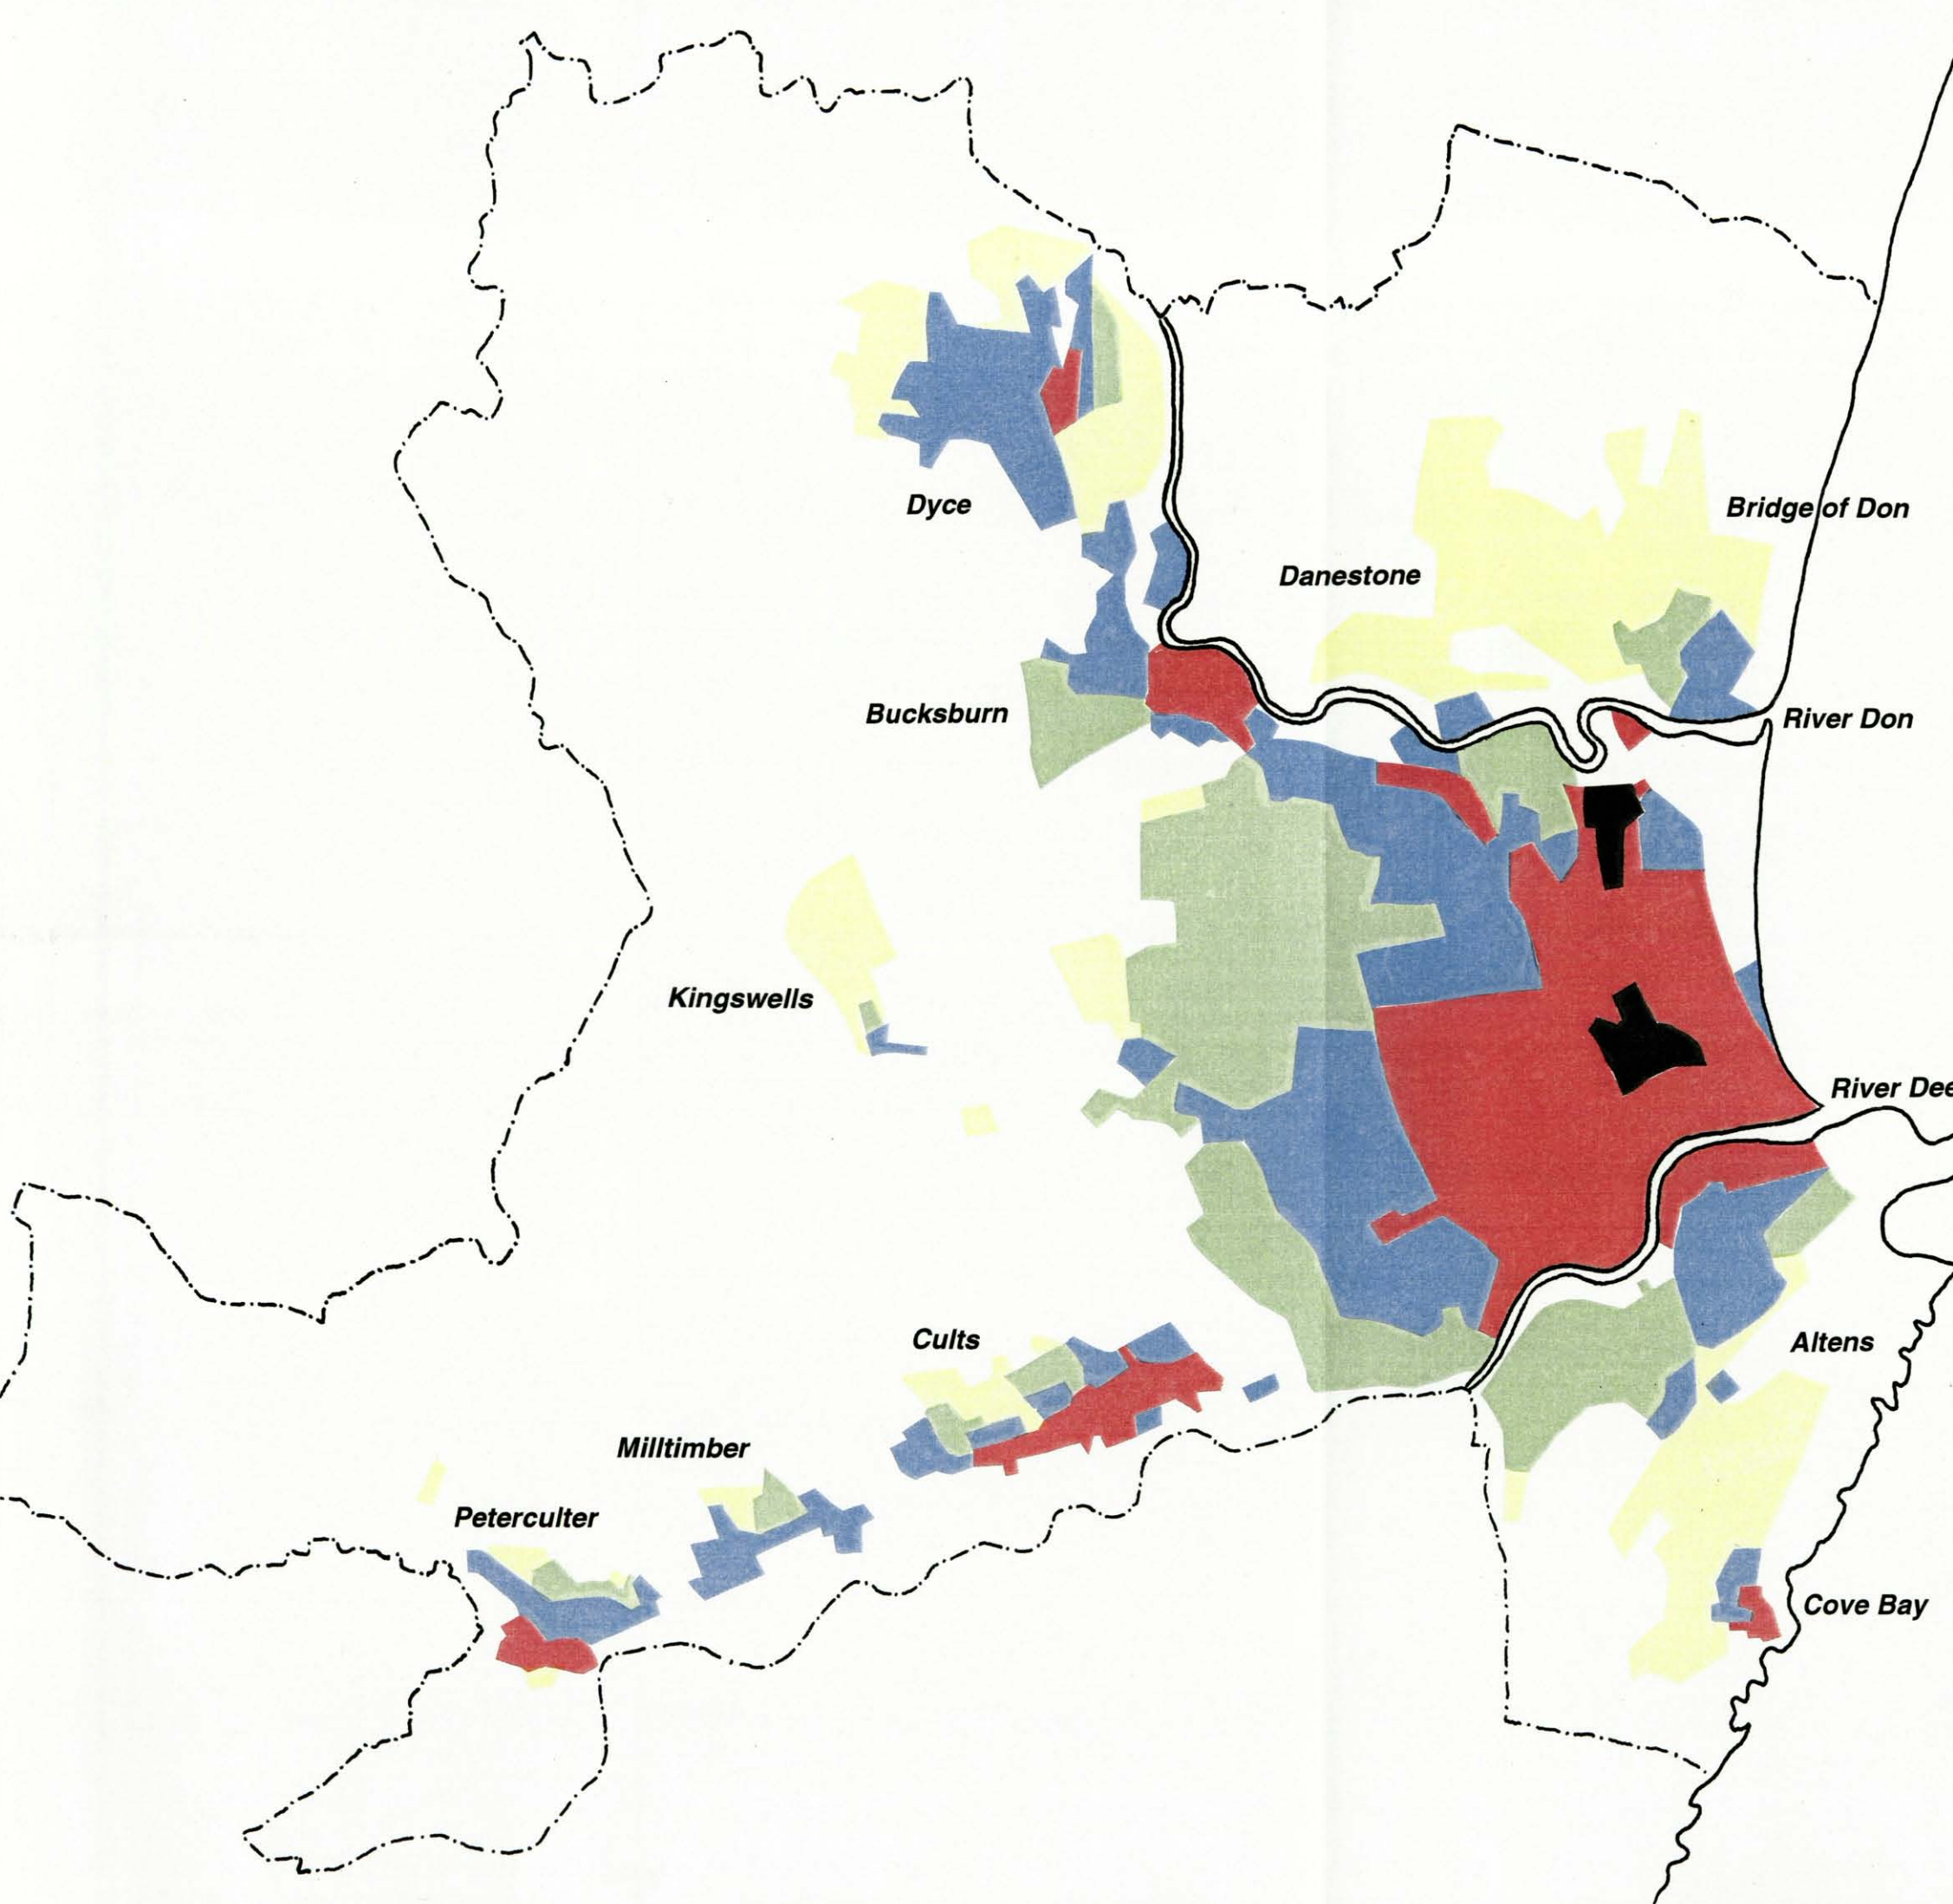 Dyce
Bridge of Don
Danestone
Bucksburn
River Don
Kingswells
River Dee
Cults
Altens
Milltimber
Peterculter
Cove Bay